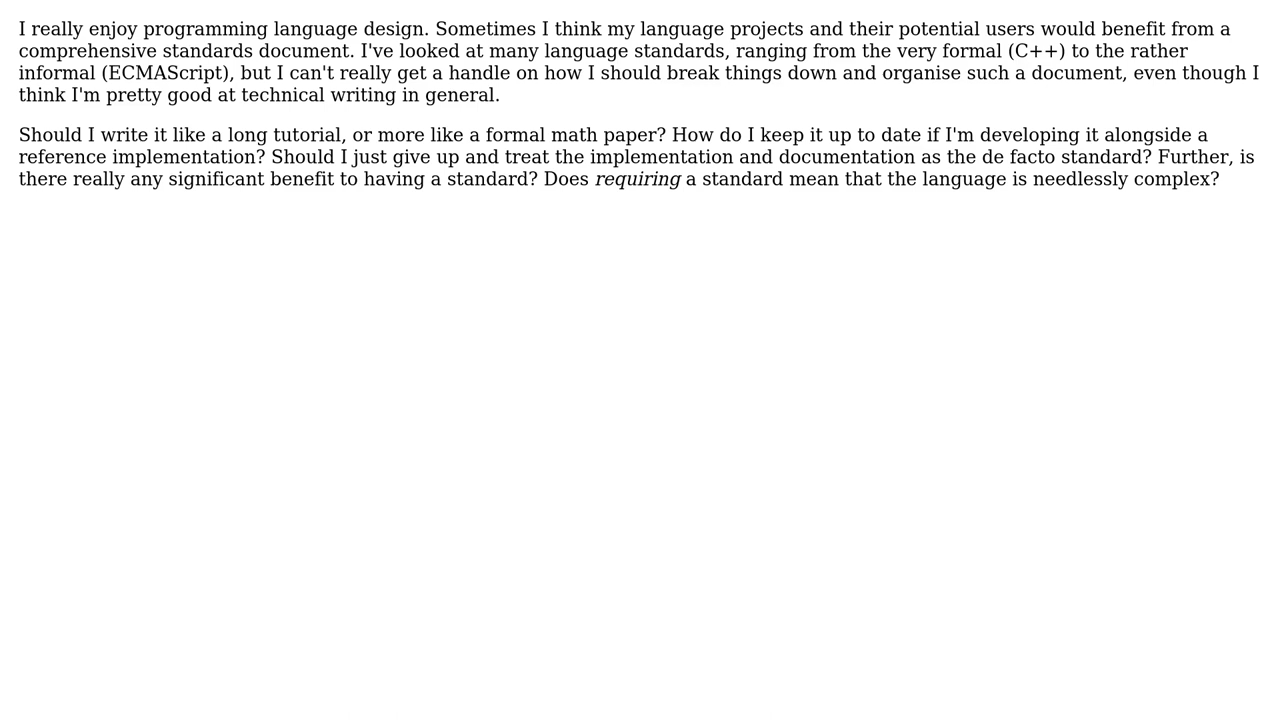 I really enjoy programming language design. Sometimes I think my language projects and their potential users would benefit from a
comprehensive standards document. I've looked at many language standards, ranging from the very formal (C++) to the rather
informal (ECMAScript), but I can't really get a handle on how I should break things down and organise such a document, even though I
think I'm pretty good at technical writing in general.
Should I write it like a long tutorial, or more like a formal math paper? How do I keep it up to date if I'm developing it alongside a
reference implementation? Should I just give up and treat the implementation and documentation as the de facto standard? Further, is
there really any significant benefit to having a standard? Does requiring a standard mean that the language is needlessly complex?